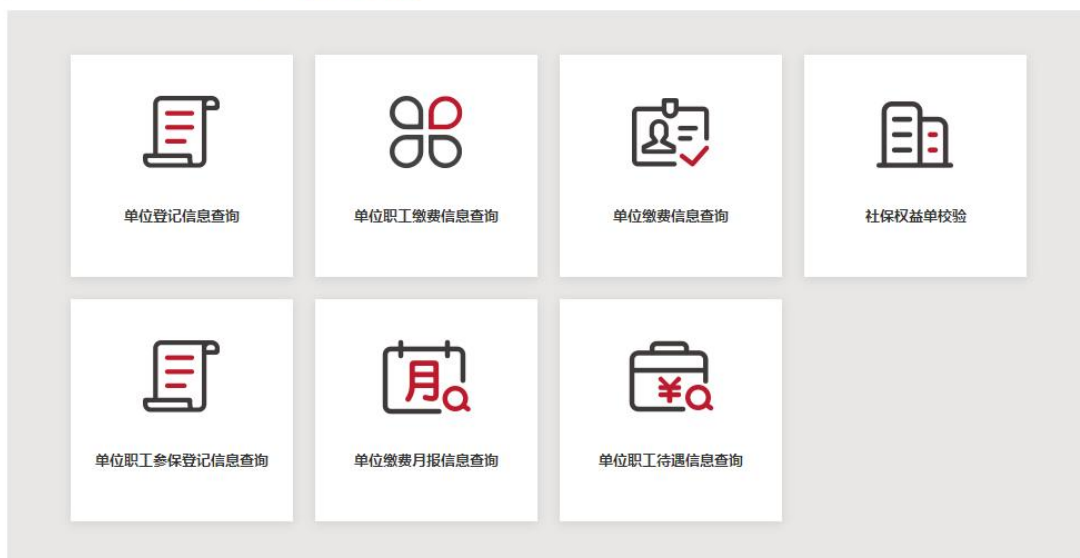 单位登记信息查询
单位职工缴费信息查询
单位缴费信息查询
社保权益单校验
单位职工参保登记信息查询
月
单位缴费月报信息查询
¥
单位职工待遇信息查询